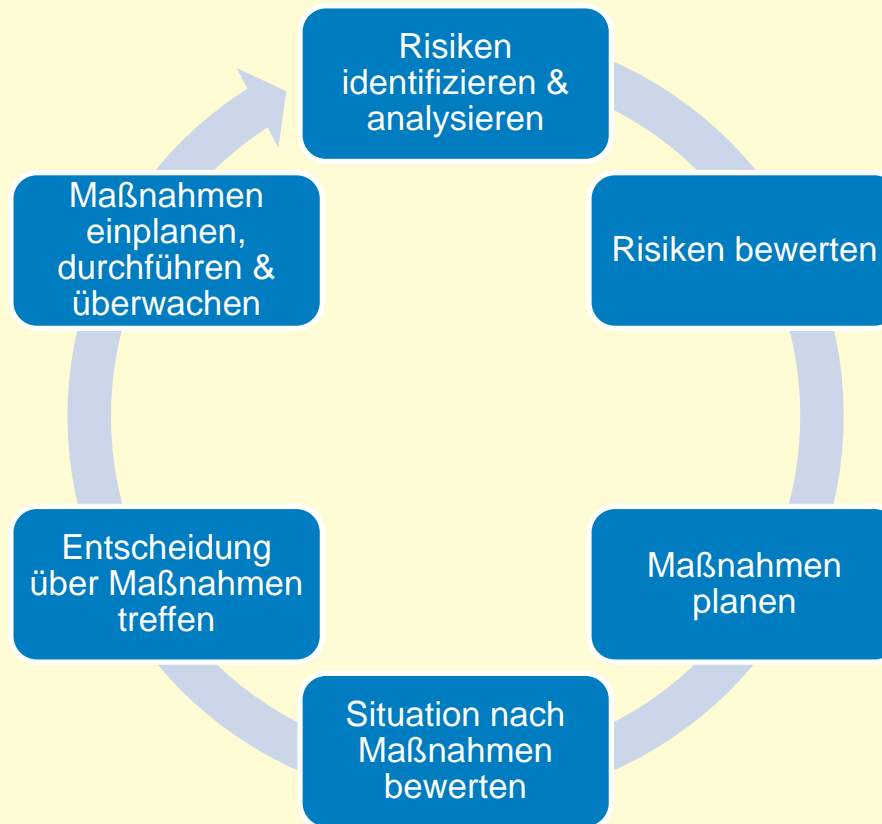 Risiken
identifizieren &
analysieren
Risiken bewerten
Maßnahmen
planen
Situation nach
Maßnahmen
bewerten
Entscheidung
über Maßnahmen
treffen
Maßnahmen
einplanen,
durchführen &
überwachen